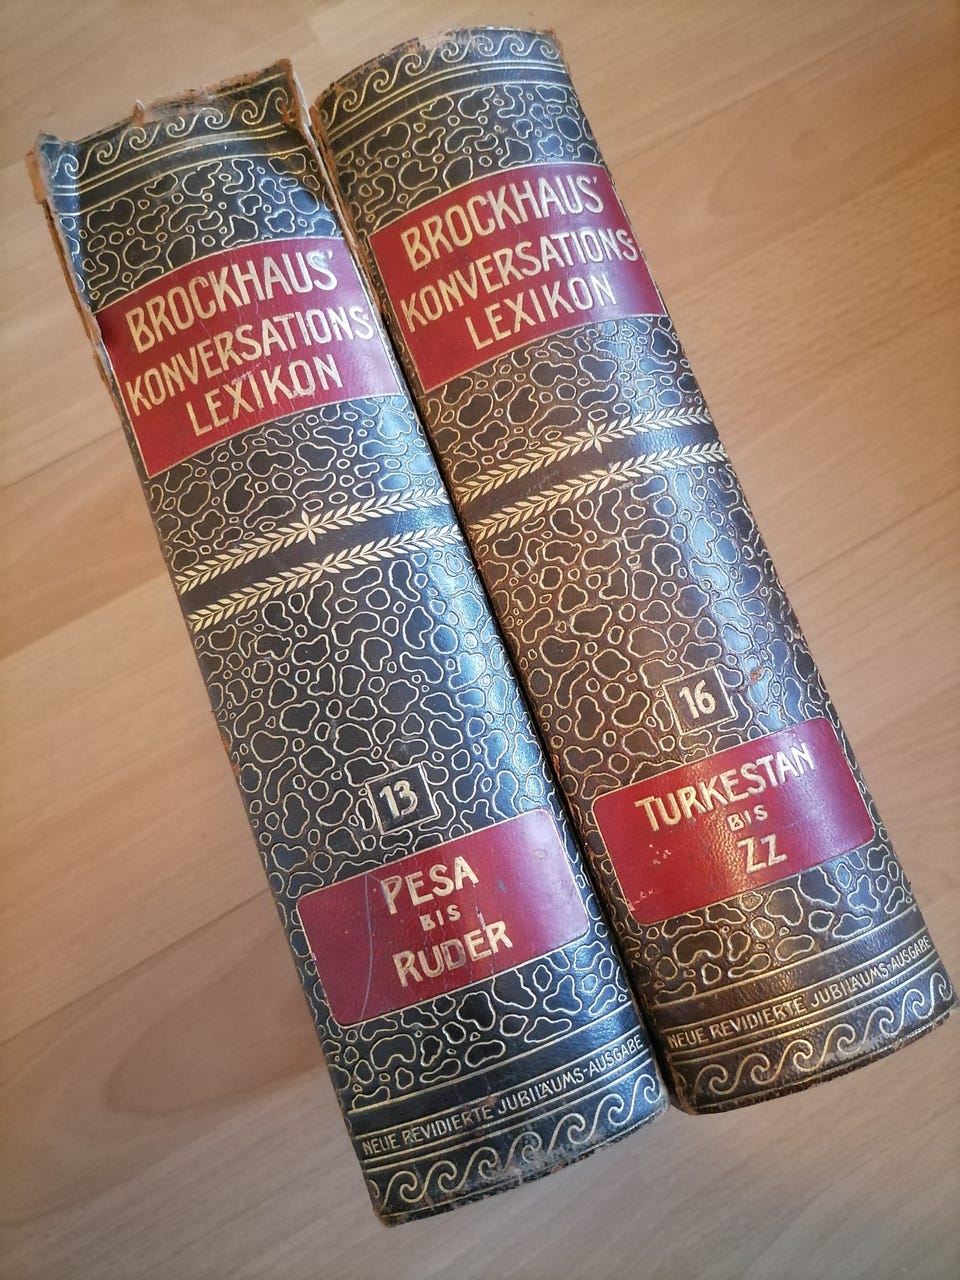 BROCKHAUS'
KONVERSATIONS-
LEXIKON
13
PESA
BIS
RUDER
NEUE REVIDIERTE JUBILÄUMS-AUSGABE
BROCKHAUS'
KONVERSATIONS-
LEXIKON
16
TURKESTAN
BIS
ZZ
NEUE REVIDIERTE JUBILÄUMS-AUSGABE